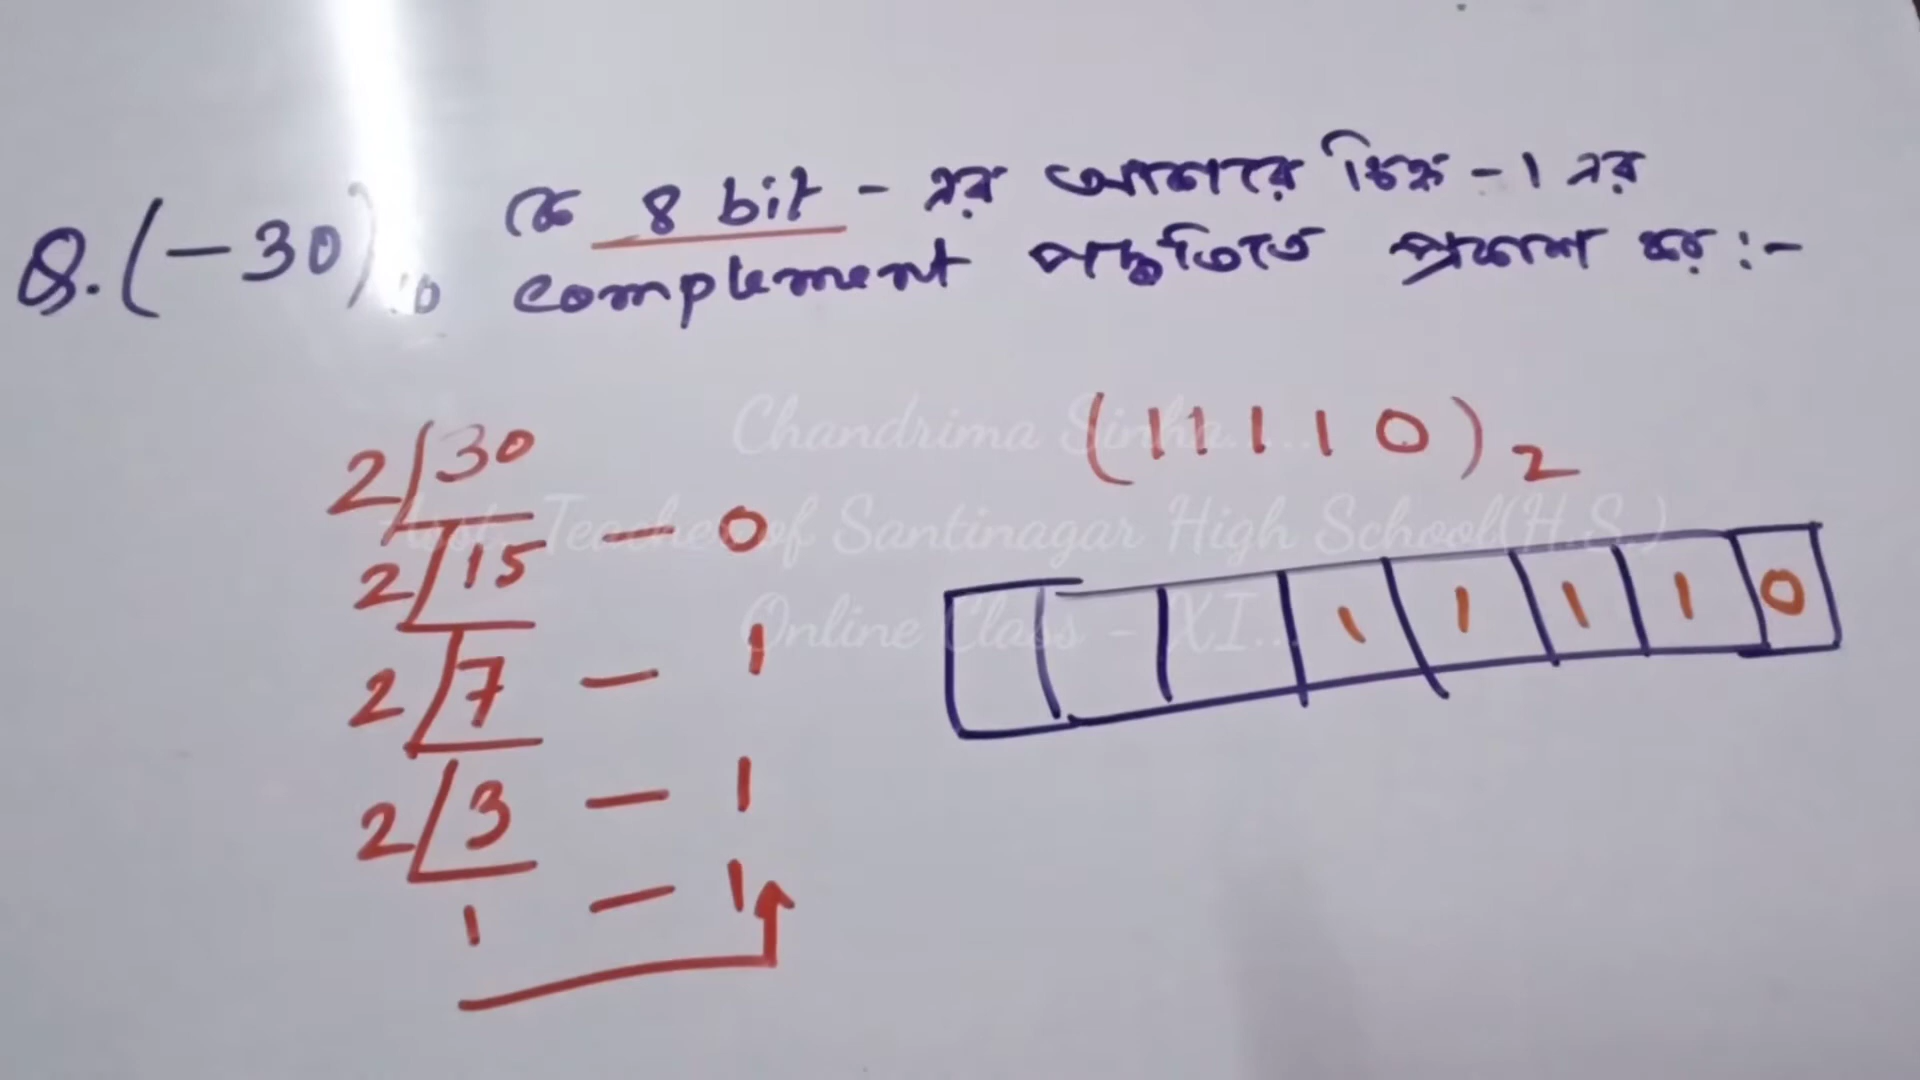 Q. (-30)10 কে 8 bit - এর আকারে চিহ্ন - 1 এর
complement পদ্ধতিতে প্রকাশ কর :-
(11110)2
2 30
2 15 - 0
2 7 - 1
2 3 - 1
1 - 1
1 1 1 1 0
Chandrima Sinha.....
Asst. Teacher of Santinagar High School(H.S.)
Online Class - XI...